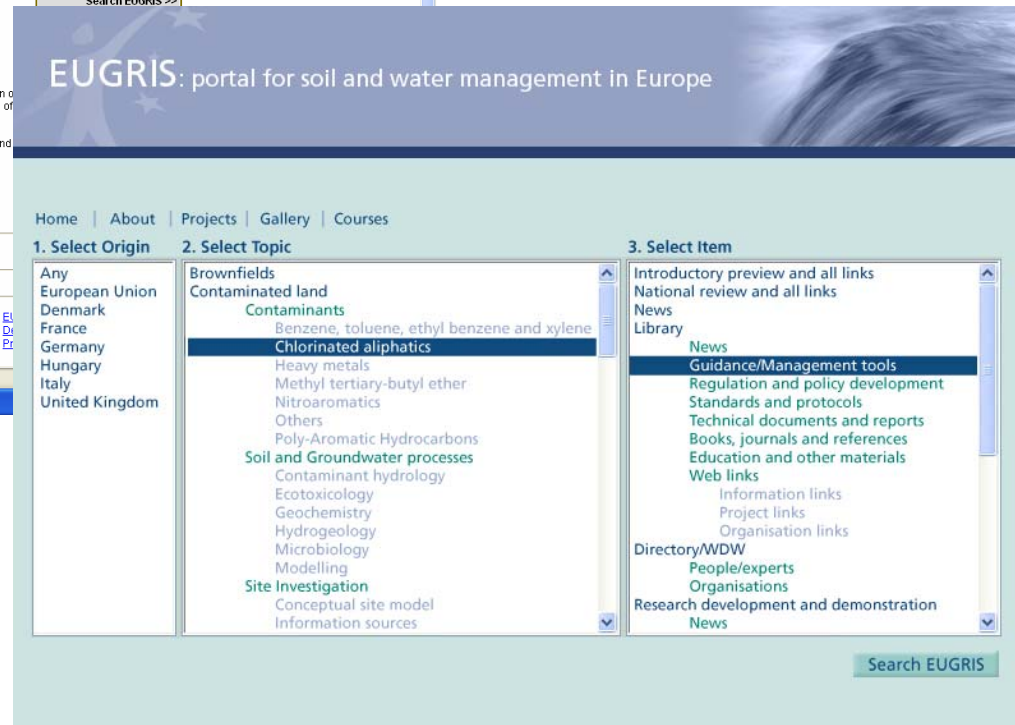 Search EUGRIS >>
EUGRIS: portal for soil and water management in Europe
of
nd
Home | About | Projects | Gallery | Courses
1. Select Origin
Any
European Union
Denmark
France
Germany
Hungary
Italy
United Kingdom
2. Select Topic
Brownfields
Contaminated land
Contaminants
Benzene, toluene, ethyl benzene and xylene
Chlorinated aliphatics
Heavy metals
Methyl tertiary-butyl ether
Nitroaromatics
Others
Poly-Aromatic Hydrocarbons
Soil and Groundwater processes
Contaminant hydrology
Ecotoxicology
Geochemistry
Hydrogeology
Microbiology
Modelling
Site Investigation
Conceptual site model
Information sources
3. Select Item
Introductory preview and all links
National review and all links
News
Library
News
Guidance/Management tools
Regulation and policy development
Standards and protocols
Technical documents and reports
Books, journals and references
Education and other materials
Web links
Information links
Project links
Organisation links
Directory/WDW
People/experts
Organisations
Research development and demonstration
News
Search EUGRIS